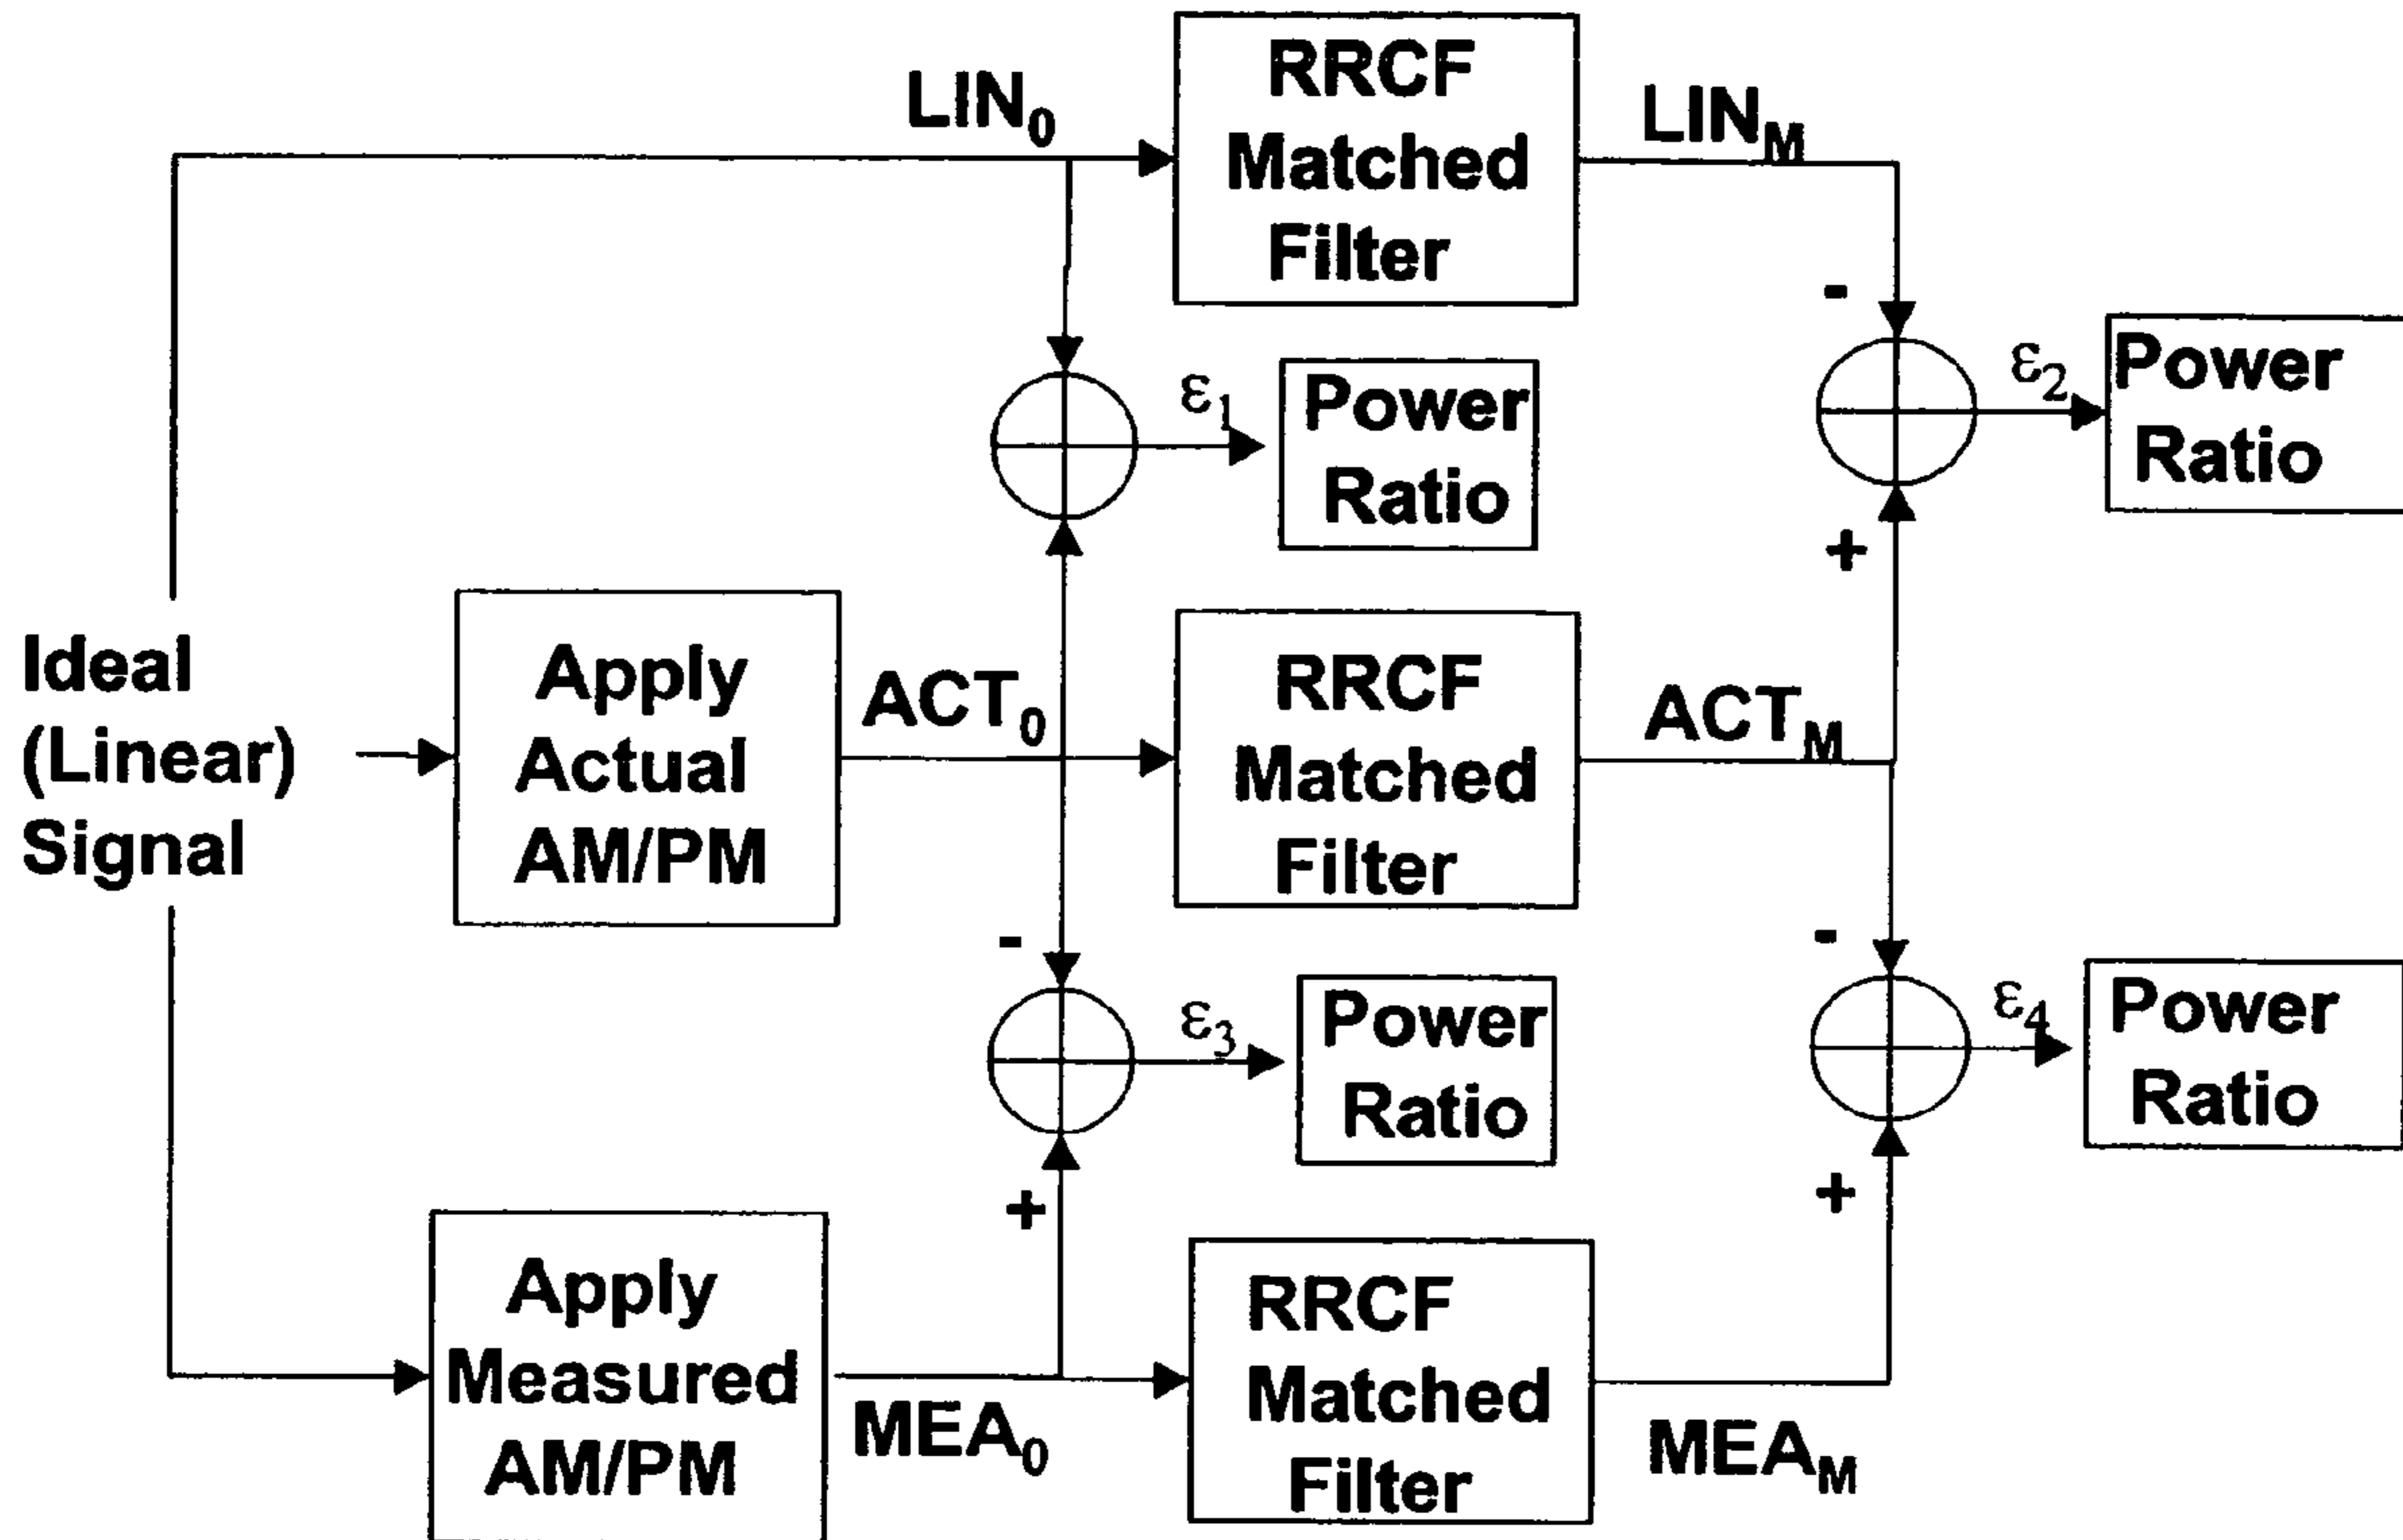 LIN0
RRCF
Matched
Filter
LINM
-
ε1
Power
Ratio
ε2
Power
Ratio
+
Ideal
(Linear)
Signal
Apply
Actual
AM/PM
ACT0
RRCF
Matched
Filter
ACTM
-
ε3
Power
Ratio
+
-
ε4
Power
Ratio
+
Apply
Measured
AM/PM
MEA0
RRCF
Matched
Filter
MEAM